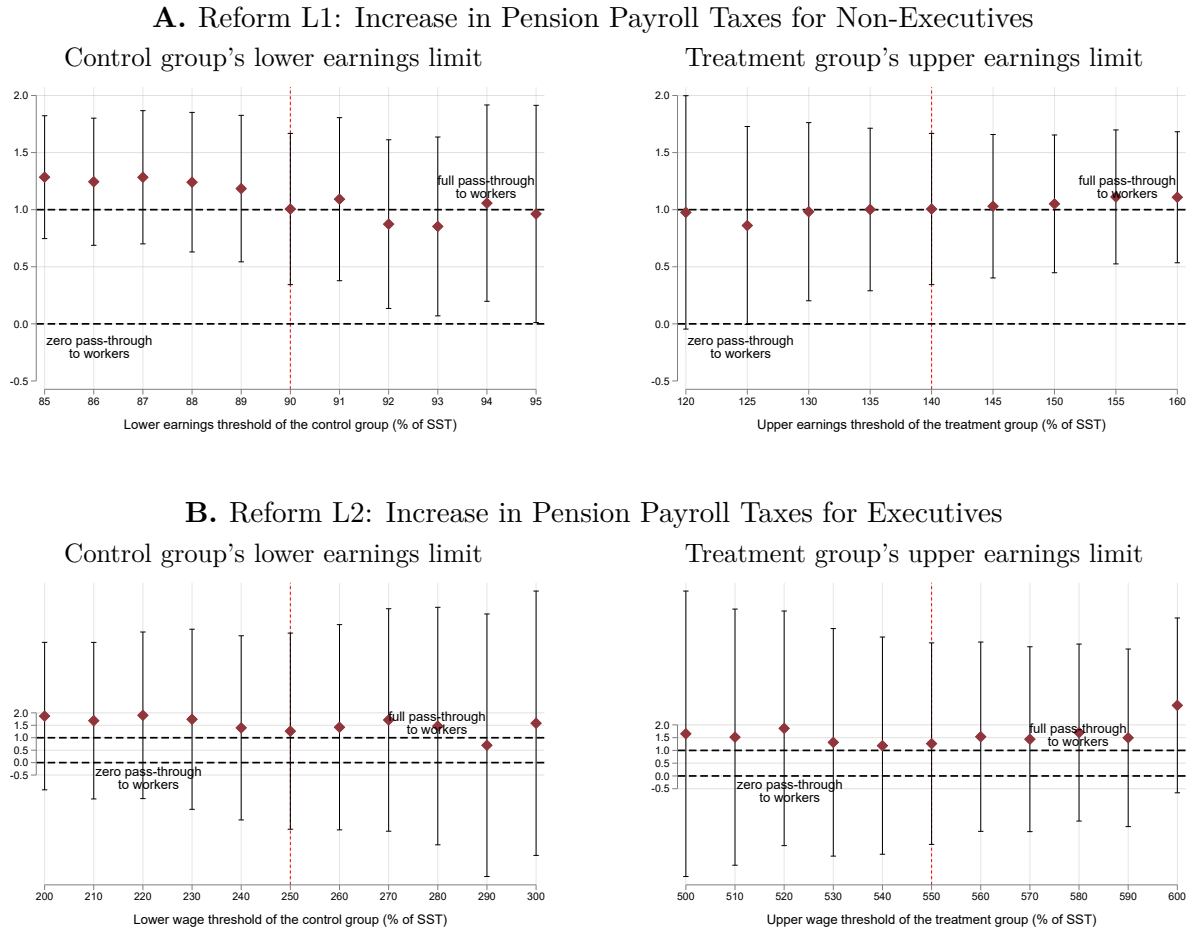 A. Reform L1: Increase in Pension Payroll Taxes for Non-Executives
Control group's lower earnings limit
2.0
1.5
1.0
0.5
0.0
-0.5
full pass-through
to workers
zero pass-through
to workers
85 86 87 88 89 90 91 92 93 94 95
Lower earnings threshold of the control group (% of SST)
Treatment group's upper earnings limit
2.0
1.5
1.0
0.5
0.0
-0.5
full pass-through
to workers
zero pass-through
to workers
120 125 130 135 140 145 150 155 160
Upper earnings threshold of the treatment group (% of SST)
B. Reform L2: Increase in Pension Payroll Taxes for Executives
Control group's lower earnings limit
2.0
1.5
1.0
0.5
0.0
-0.5
full pass-through
to workers
zero pass-through
to workers
200 210 220 230 240 250 260 270 280 290 300
Lower wage threshold of the control group (% of SST)
Treatment group's upper earnings limit
2.0
1.5
1.0
0.5
0.0
-0.5
full pass-through
to workers
zero pass-through
to workers
500 510 520 530 540 550 560 570 580 590 600
Upper wage threshold of the treatment group (% of SST)